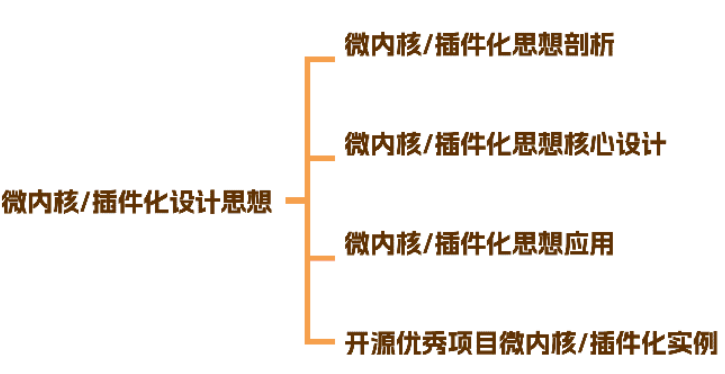 微内核/插件化思想剖析
微内核/插件化思想核心设计
微内核/插件化设计思想
微内核/插件化思想应用
开源优秀项目微内核/插件化实例